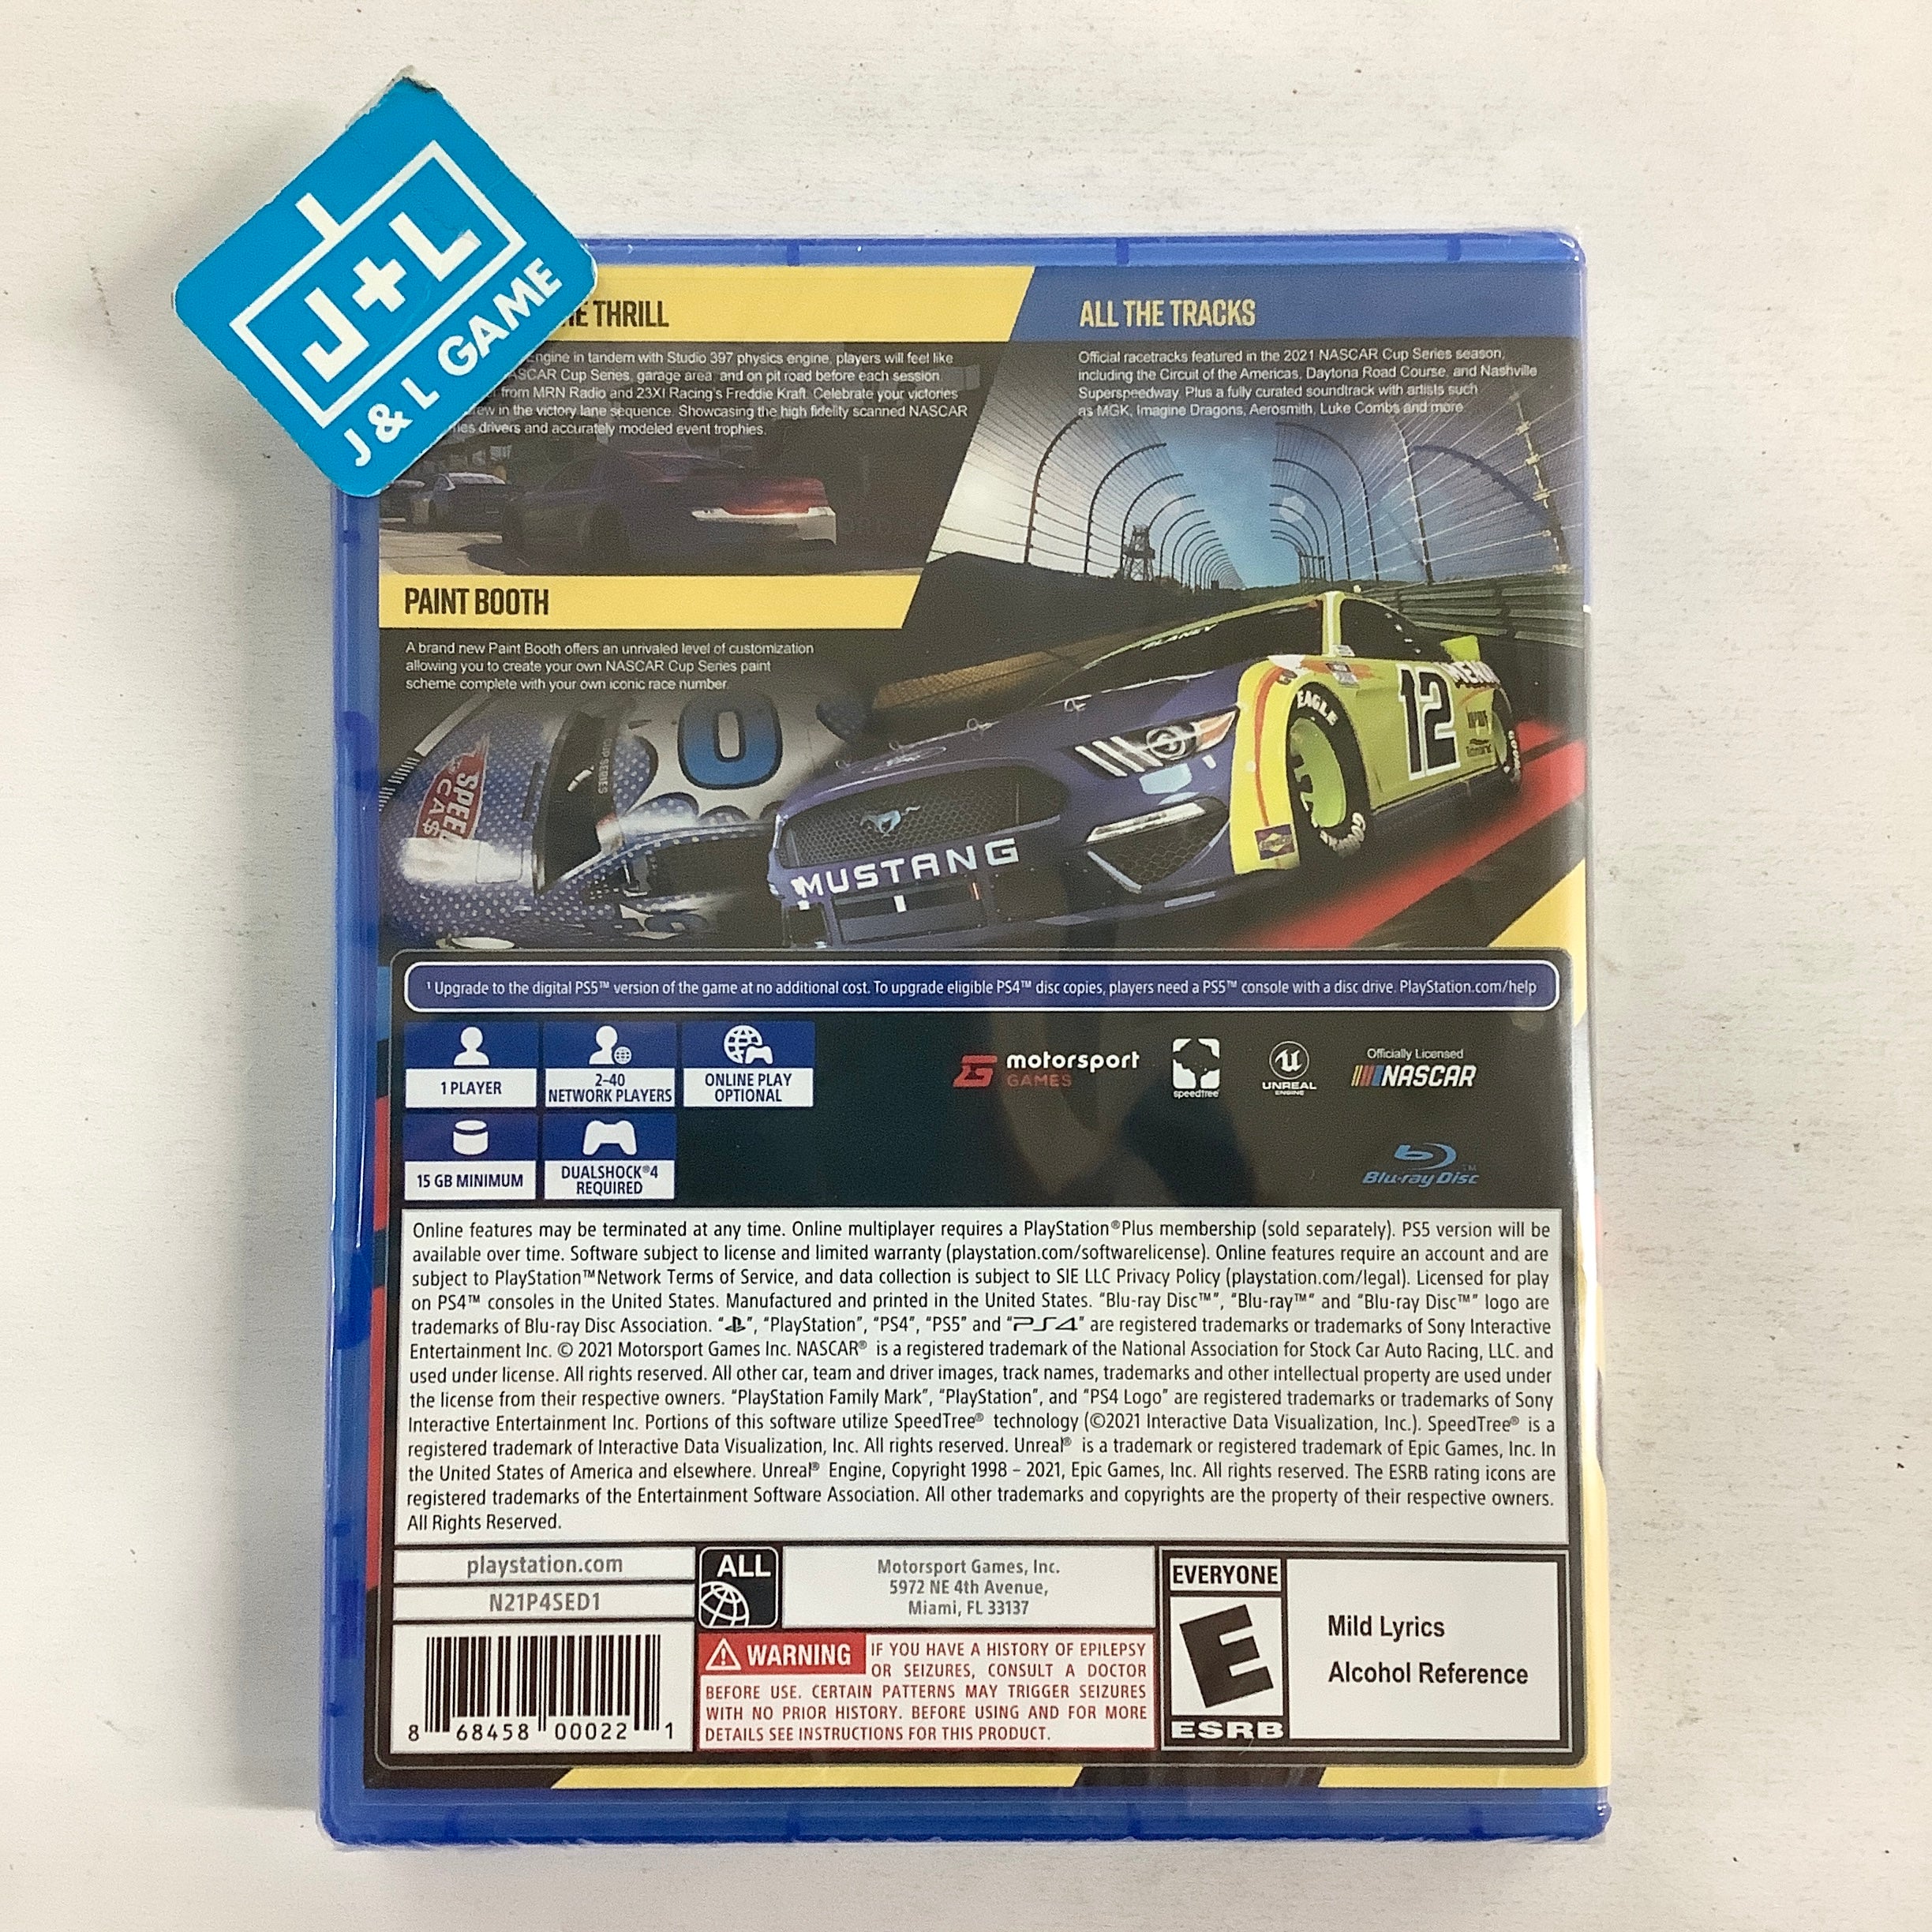 J+L
J & L GAME
THRILL
ALL THE TRACKS
Engine in tandem with Studio 397 physics engine, players will feel like
NASCAR Cup Series, garage area, and on pit road before each session.
from MRN Radio and 23XI Racing's Freddie Kraft. Celebrate your victories
in the victory lane sequence. Showcasing the high fidelity scanned NASCAR
drivers and accurately modeled event trophies.
Official racetracks featured in the 2021 NASCAR Cup Series season,
including the Circuit of the Americas, Daytona Road Course, and Nashville
Superspeedway. Plus a fully curated soundtrack with artists such
as MGK, Imagine Dragons, Aerosmith, Luke Combs and more.
PAINT BOOTH
A brand new Paint Booth offers an unrivaled level of customization
allowing you to create your own NASCAR Cup Series paint
scheme complete with your own iconic race number.
BLANEY
EAGLE
12
0
MUSTANG
¹ Upgrade to the digital PS5™ version of the game at no additional cost. To upgrade eligible PS4™ disc copies, players need a PS5™ console with a disc drive. PlayStation.com/help
1 PLAYER
2-40
NETWORK PLAYERS
ONLINE PLAY
OPTIONAL
motorsport
GAMES
speedtree
UNREAL
ENGINE
Officially Licensed
NASCAR
15 GB MINIMUM
DUALSHOCK®4
REQUIRED
Blu-ray Disc™
Online features may be terminated at any time. Online multiplayer requires a PlayStation®Plus membership (sold separately). PS5 version will be
available over time. Software subject to license and limited warranty (playstation.com/softwarelicense). Online features require an account and are
subject to PlayStation™Network Terms of Service, and data collection is subject to SIE LLC Privacy Policy (playstation.com/legal). Licensed for play
on PS4™ consoles in the United States. Manufactured and printed in the United States. “Blu-ray Disc™”, “Blu-ray™” and “Blu-ray Disc™” logo are
trademarks of Blu-ray Disc Association. “ ”, “PlayStation”, “PS4”, “PS5” and “PS4” are registered trademarks or trademarks of Sony Interactive
Entertainment Inc. © 2021 Motorsport Games Inc. NASCAR® is a registered trademark of the National Association for Stock Car Auto Racing, LLC. and
used under license. All rights reserved. All other car, team and driver images, track names, trademarks and other intellectual property are used under
the license from their respective owners. “PlayStation Family Mark”, “PlayStation”, and “PS4 Logo” are registered trademarks or trademarks of Sony
Interactive Entertainment Inc. Portions of this software utilize SpeedTree® technology (©2021 Interactive Data Visualization, Inc.). SpeedTree® is a
registered trademark of Interactive Data Visualization, Inc. All rights reserved. Unreal® is a trademark or registered trademark of Epic Games, Inc. In
the United States of America and elsewhere. Unreal® Engine, Copyright 1998 – 2021, Epic Games, Inc. All rights reserved. The ESRB rating icons are
registered trademarks of the Entertainment Software Association. All other trademarks and copyrights are the property of their respective owners.
All Rights Reserved.
playstation.com
N21P4SED1
ALL
Motorsport Games, Inc.
5972 NE 4th Avenue,
Miami, FL 33137
8 68458 00022 1
WARNING IF YOU HAVE A HISTORY OF EPILEPSY
OR SEIZURES, CONSULT A DOCTOR
BEFORE USE. CERTAIN PATTERNS MAY TRIGGER SEIZURES
WITH NO PRIOR HISTORY. BEFORE USING AND FOR MORE
DETAILS SEE INSTRUCTIONS FOR THIS PRODUCT.
EVERYONE
E
ESRB
Mild Lyrics
Alcohol Reference